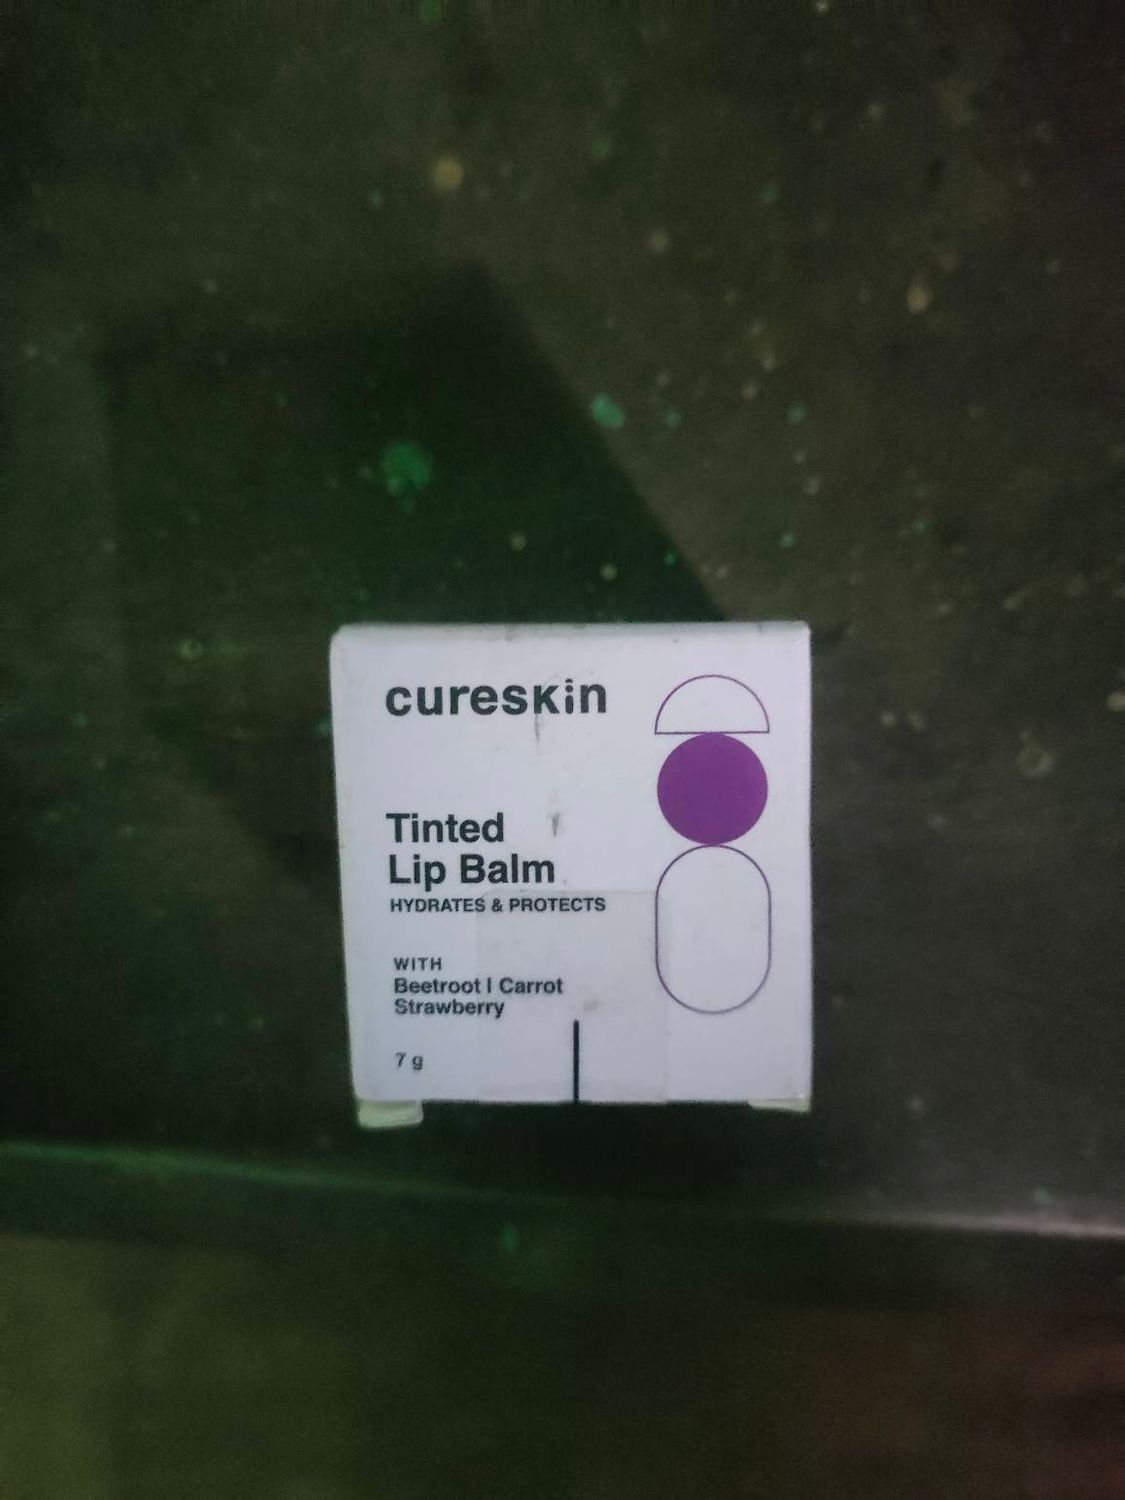 cureskin
Tinted
Lip Balm
HYDRATES & PROTECTS
WITH
Beetroot | Carrot
Strawberry
7 g